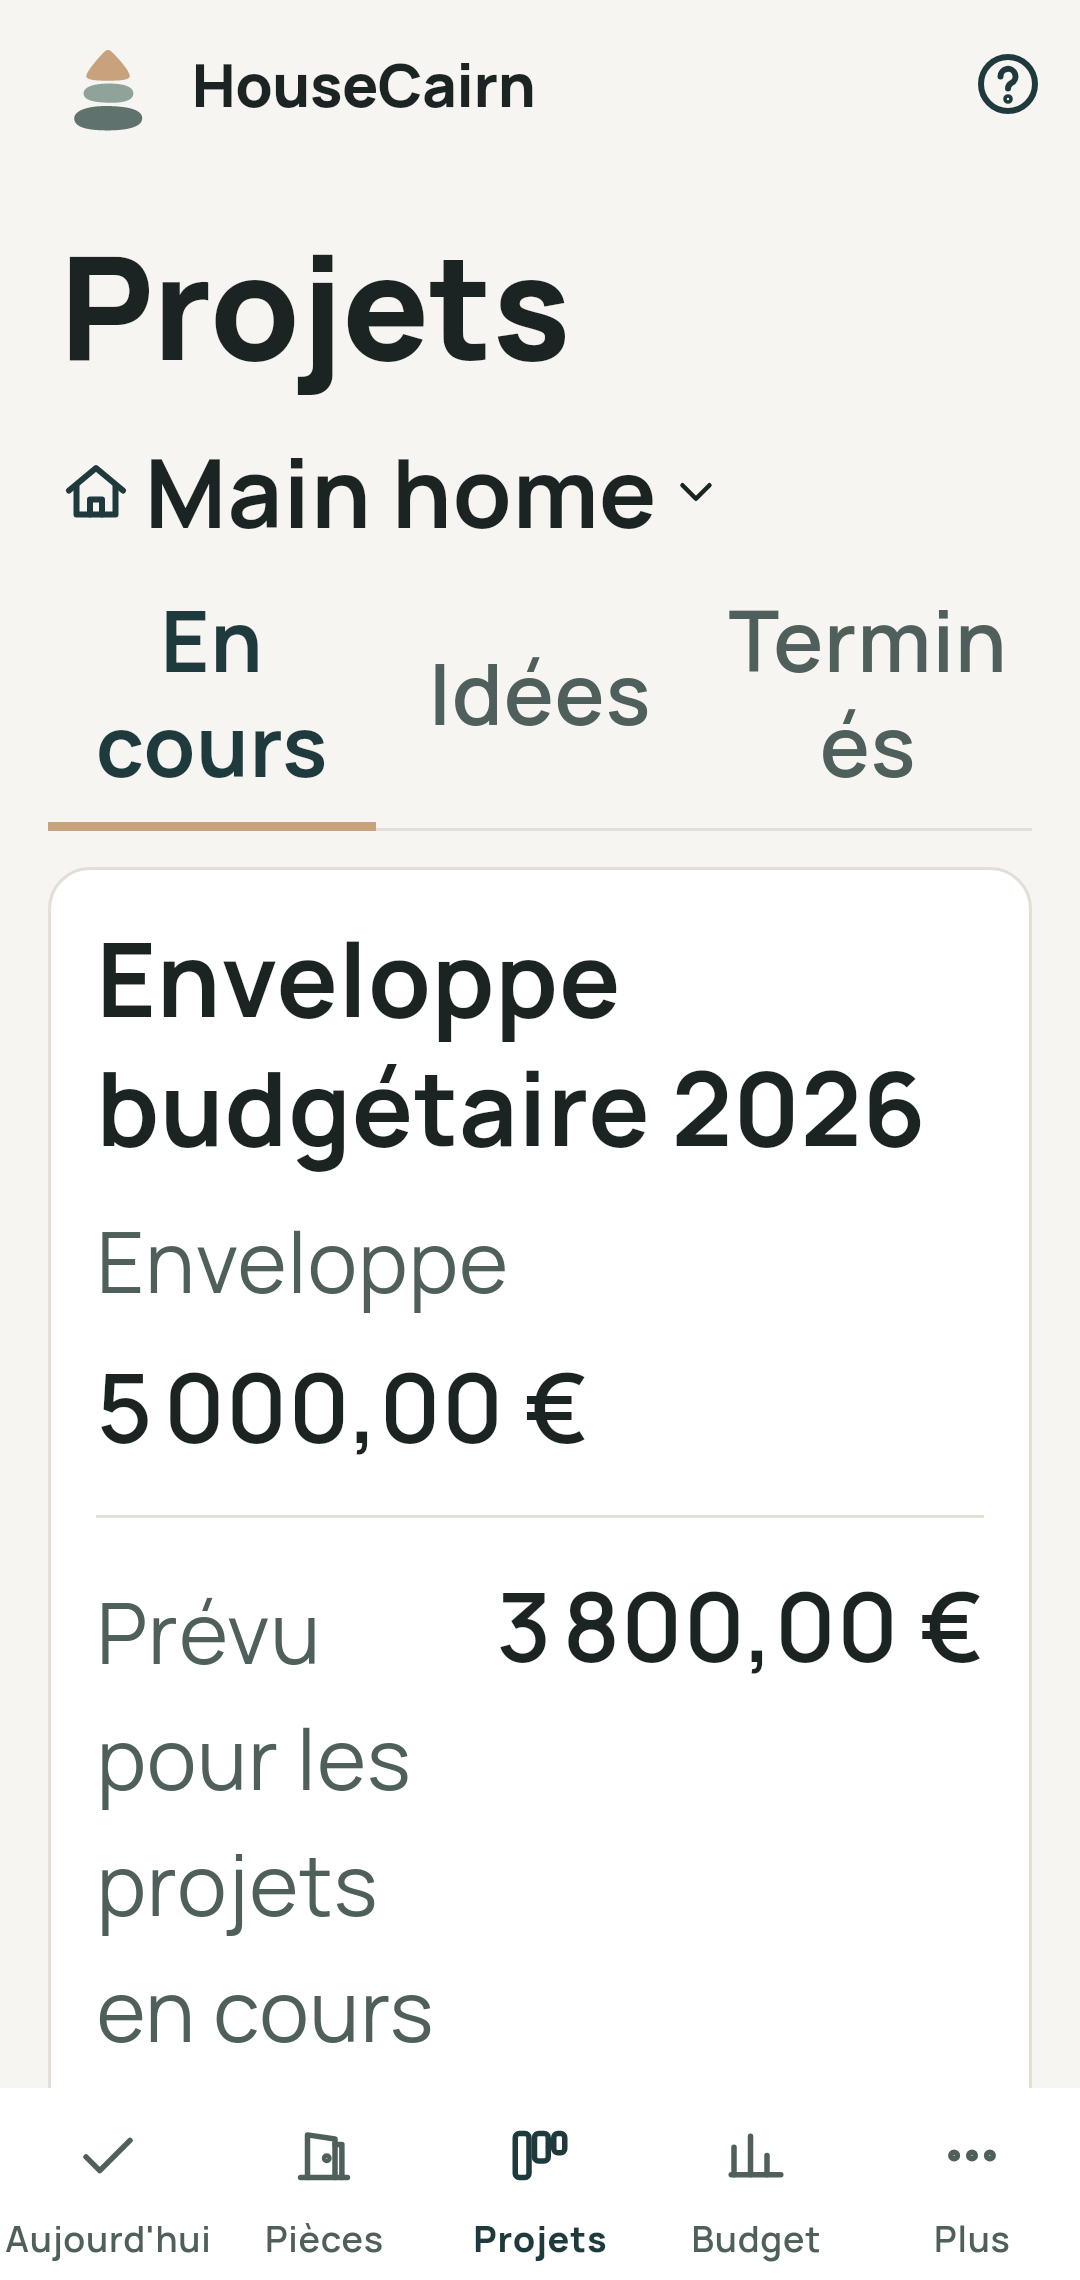 HouseCairn
Projets
Main home
En
cours
Idées
Termin
és
Enveloppe
budgétaire 2026
Enveloppe
5 000,00 €
Prévu 3 800,00 €
pour les
projets
en cours
Aujourd'hui Pièces Projets Budget Plus